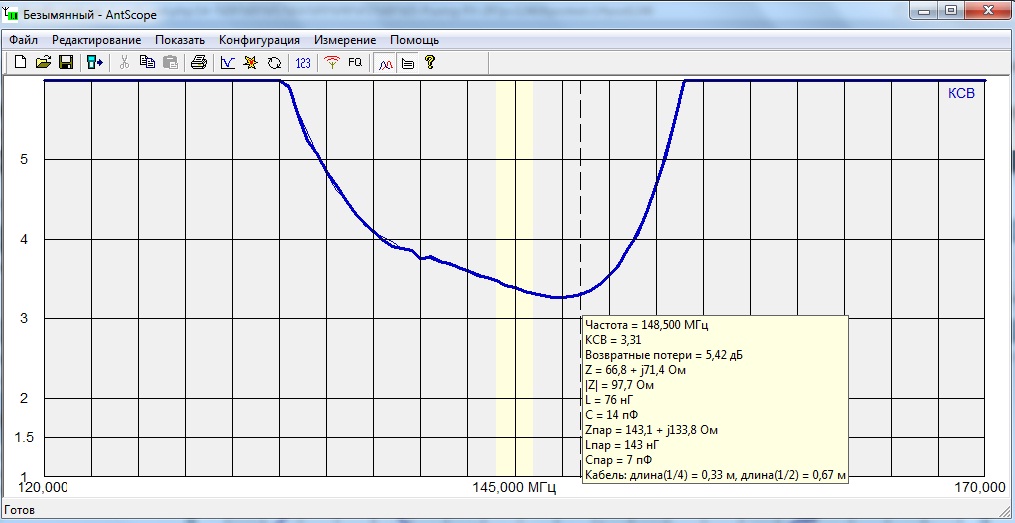 Безымянный - AntScope
Файл Редактирование Показать Конфигурация Измерение Помощь
123 FQ ?
КСВ
5
4
3
2
1.5
1
120,000 145,000 МГц 170,000
Частота = 148,500 МГц
КСВ = 3,31
Возвратные потери = 5,42 дБ
Z = 66,8 + j71,4 Ом
|Z| = 97,7 Ом
L = 76 нГ
C = 14 пФ
Zпар = 143,1 + j133,8 Ом
Lпар = 143 нГ
Cпар = 7 пФ
Кабель: длина(1/4) = 0,33 м, длина(1/2) = 0,67 м
Готов